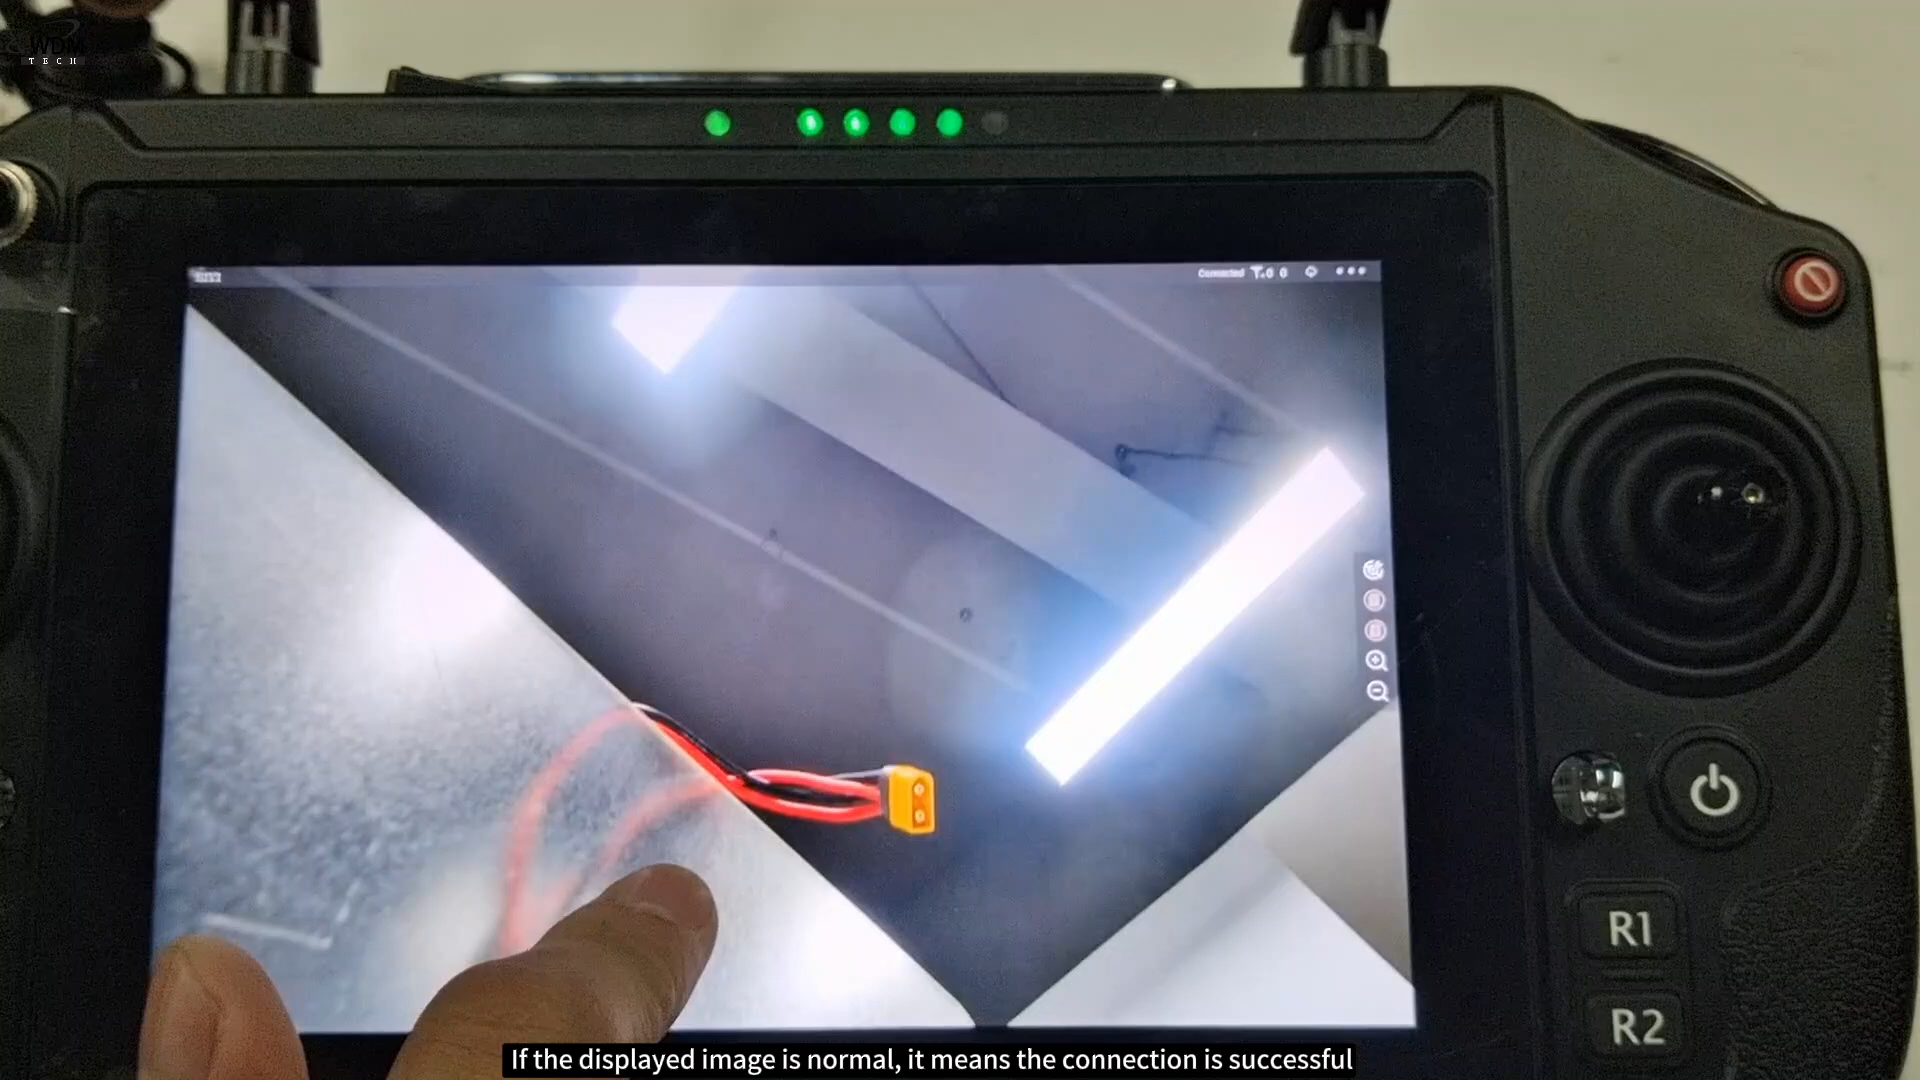 WDM
TECH
Connected
R1
R2
If the displayed image is normal, it means the connection is successful